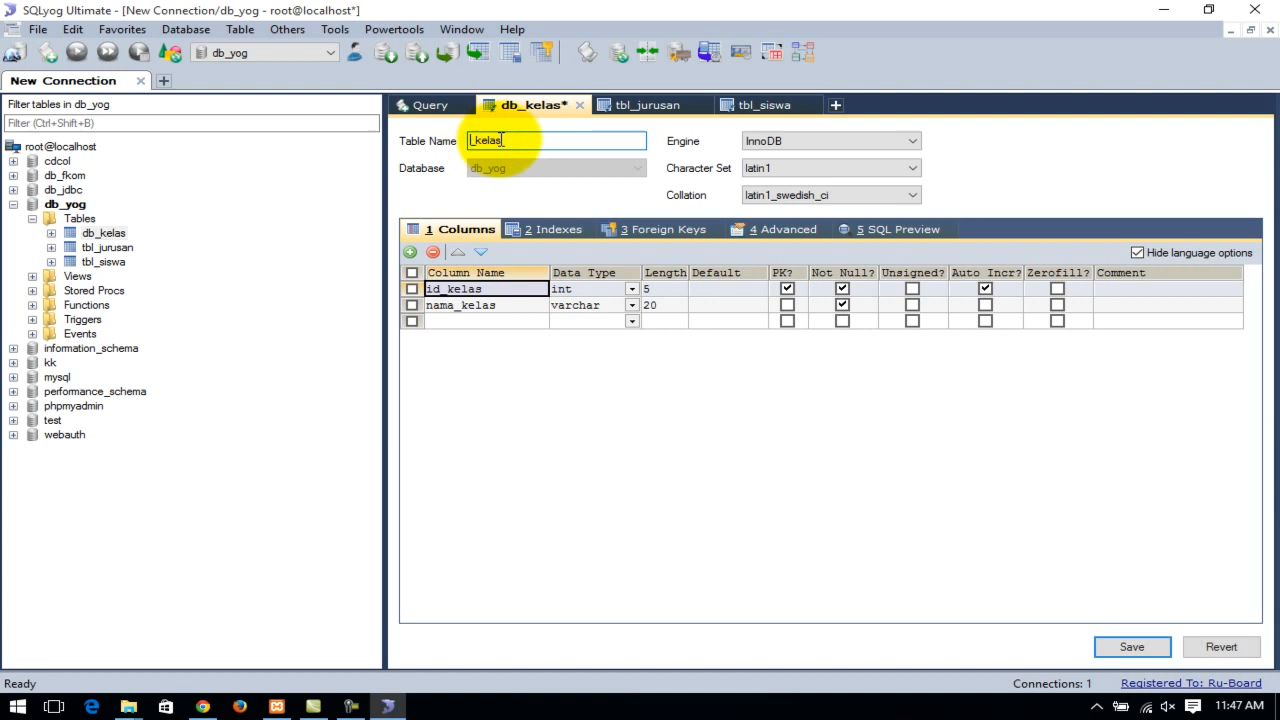 SQLyog Ultimate - [New Connection/db_yog - root@localhost*]
File Edit Favorites Database Table Others Tools Powertools Window Help
db_yog
New Connection
Filter tables in db_yog
Filter (Ctrl+Shift+B)
root@localhost
cdcol
db_fkom
db_jdbc
db_yog
Tables
db_kelas
tbl_jurusan
tbl_siswa
Views
Stored Procs
Functions
Triggers
Events
information_schema
kk
mysql
performance_schema
phpmyadmin
test
webauth
Query db_kelas* tbl_jurusan tbl_siswa
Table Name _kelas Engine InnoDB
Database db_yog Character Set latin1
Collation latin1_swedish_ci
1 Columns 2 Indexes 3 Foreign Keys 4 Advanced 5 SQL Preview
Hide language options
Column Name Data Type Length Default PK? Not Null? Unsigned? Auto Incr? Zerofill? Comment
id_kelas int 5
nama_kelas varchar 20
Save Revert
Ready Connections: 1 Registered To: Ru-Board
11:47 AM